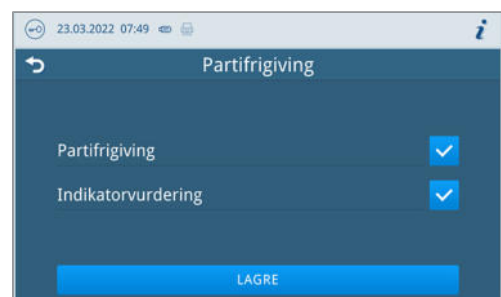 23.03.2022 07:49
i
Partifrigiving
Partifrigiving
Indikatorvurdering
LAGRE